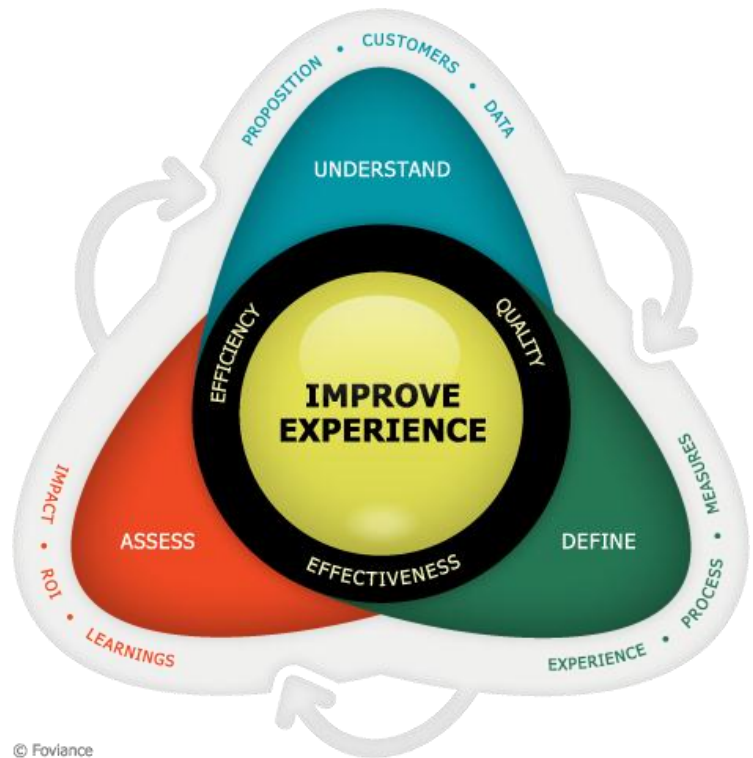 PROPOSITION • CUSTOMERS • DATA
UNDERSTAND
EFFICIENCY
QUALITY
IMPROVE
EXPERIENCE
EFFECTIVENESS
ASSESS
DEFINE
IMPACT • ROI • LEARNINGS
EXPERIENCE • PROCESS • MEASURES
© Foviance